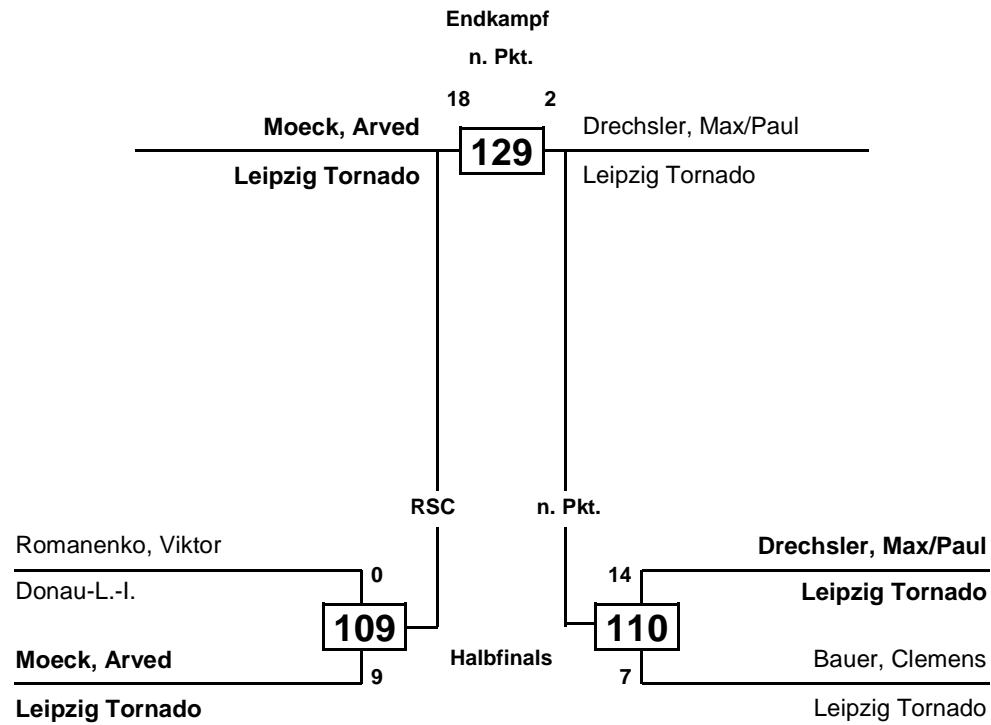 Endkampf
n. Pkt.
18 2
Moeck, Arved 129 Drechsler, Max/Paul
Leipzig Tornado Leipzig Tornado
RSC n. Pkt.
Romanenko, Viktor 0
Donau-L.-I.
109
Moeck, Arved 9
Leipzig Tornado
Halbfinals
14 Drechsler, Max/Paul
Leipzig Tornado
110
7 Bauer, Clemens
Leipzig Tornado